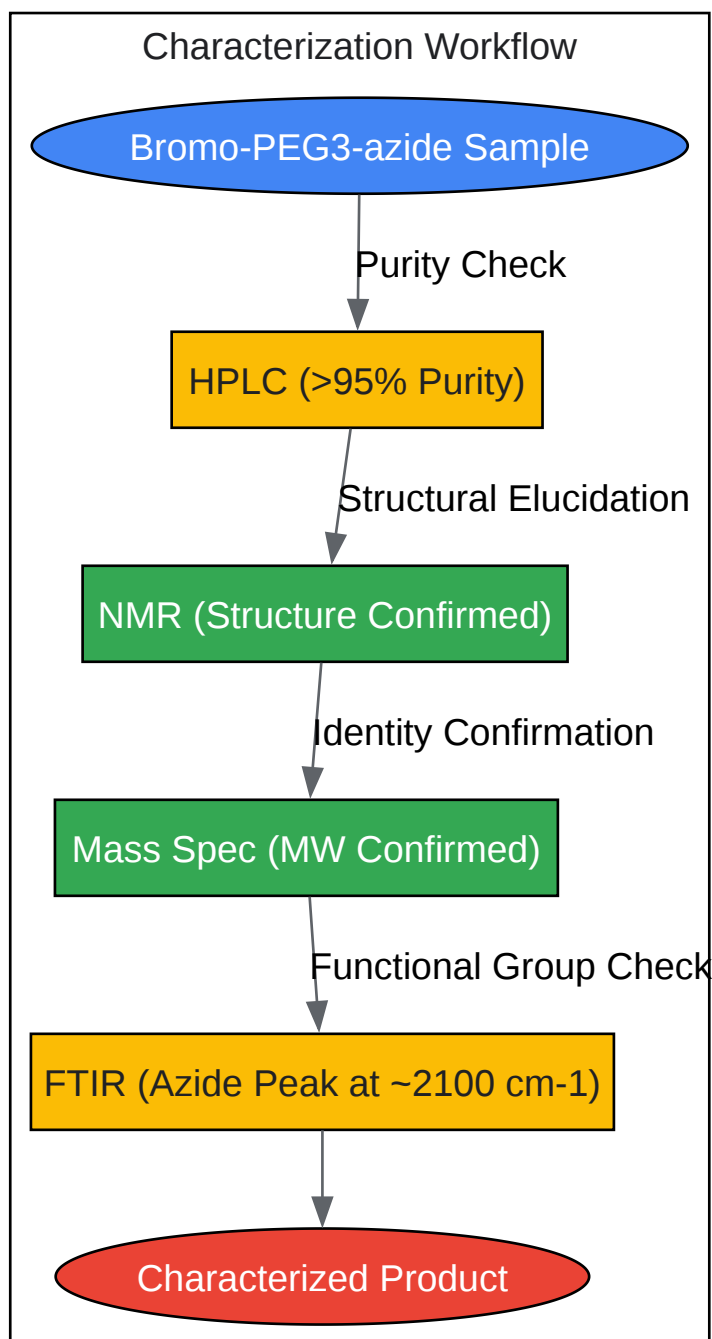 Characterization Workflow
Bromo-PEG3-azide Sample
Purity Check
HPLC (>95% Purity)
Structural Elucidation
NMR (Structure Confirmed)
Identity Confirmation
Mass Spec (MW Confirmed)
Functional Group Check
FTIR (Azide Peak at ~2100 cm-1)
Characterized Product